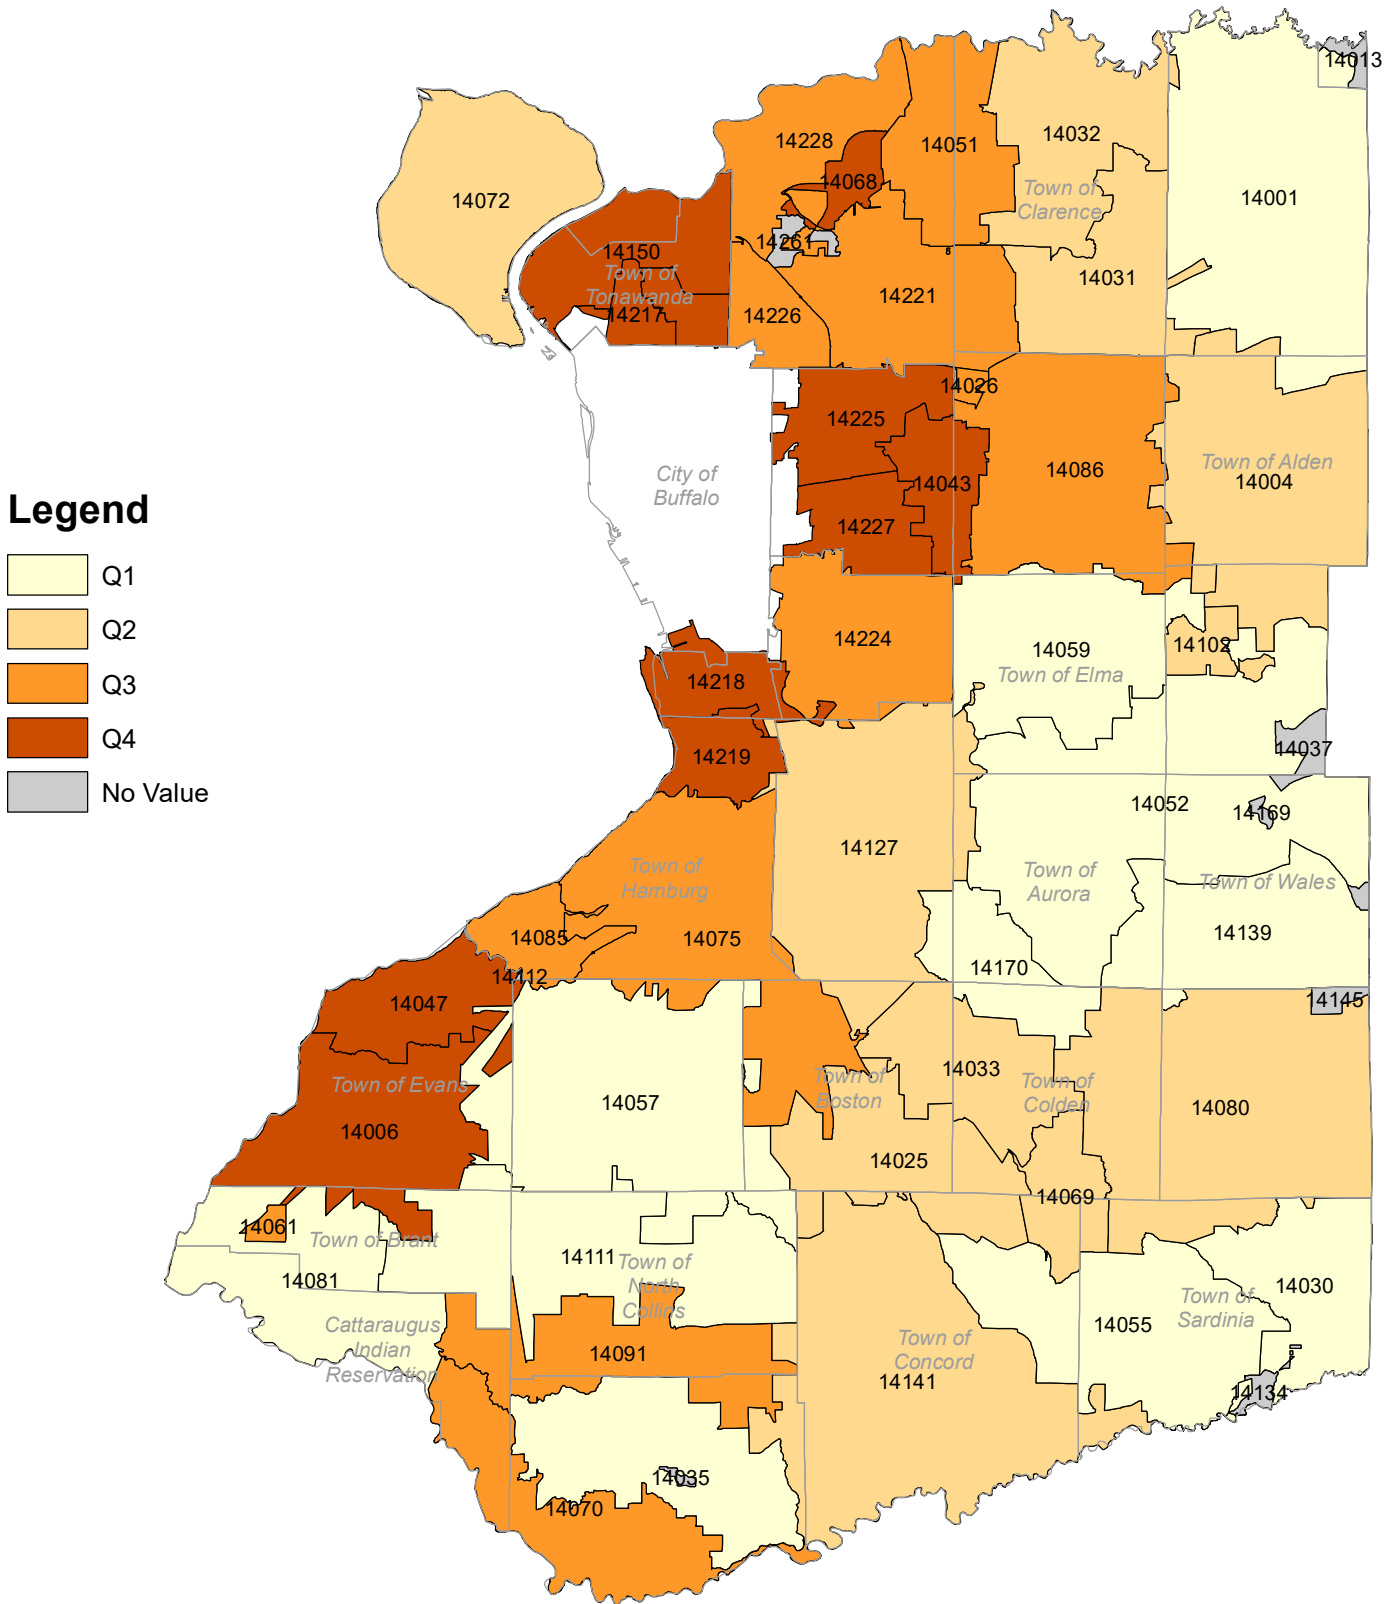 14013
14032
14228
14051
14068
Town of
Clarence
14072
14001
14261
14150
Town of
Tonawanda
14031
14221
14217
14226
14026
14225
14086
Town of Alden
14004
City of
Buffalo
14043
Legend
14227
Q1
Q2
Q3
Q4
No Value
14224
14059
Town of Elma
14102
14218
14219
14037
14052
14169
14127
Town of
Hamburg
Town of
Aurora
Town of Wales
14085
14075
14139
14170
14112
14047
14145
14033
Town of Evans
Town of
Boston
Town of
Colden
14057
14080
14006
14025
14069
14061
Town of Brant
14111
Town of
North
Collins
14081
14030
Town of
Sardinia
Cattaraugus
Indian
Reservation
14055
14091
Town of
Concord
14141
14134
14035
14070